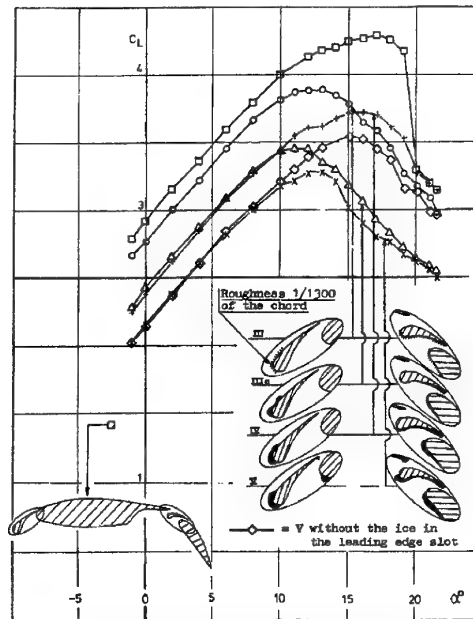 C_L
4
3
Roughness 1/1300
of the chord
III
IIIa
IV
V
1
= V without the ice in
the leading edge slot
-5 0 5 10 15 20 α°